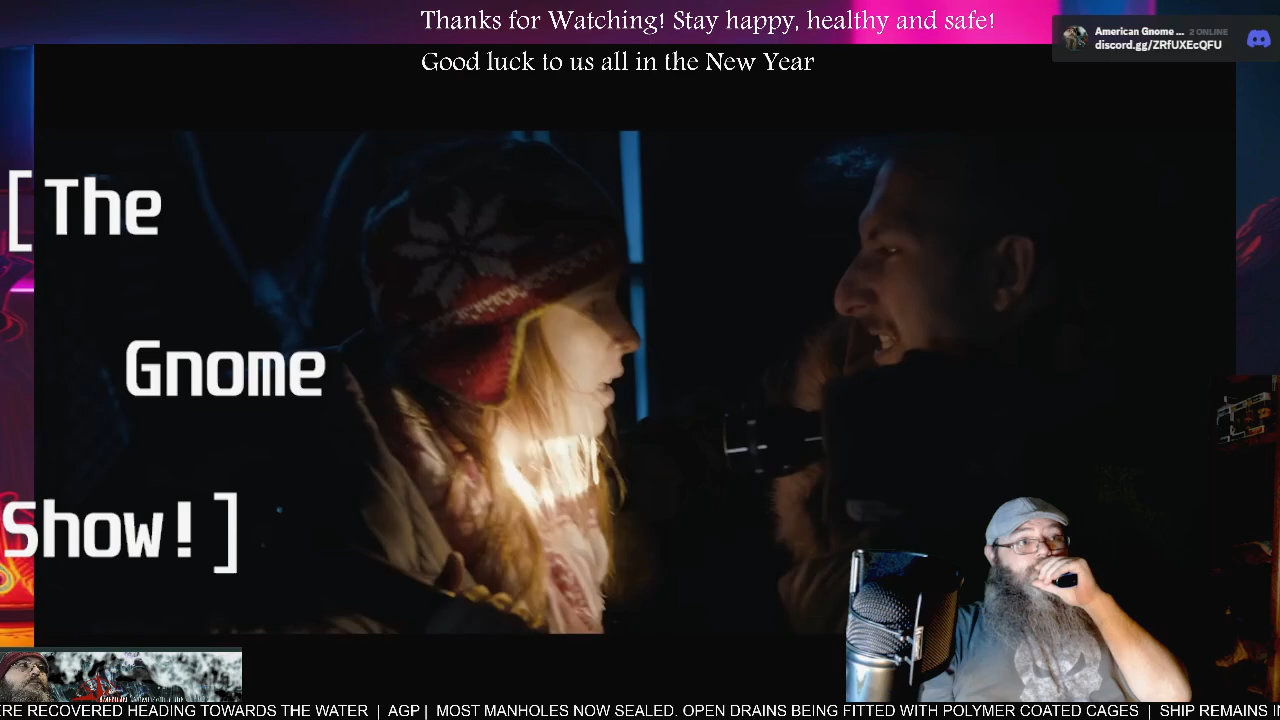 Thanks for Watching! Stay happy, healthy and safe!
Good luck to us all in the New Year
American Gnome ... 2 ONLINE
discord.gg/ZRfUXEcQFU
[The
Gnome
Show!]
ERE RECOVERED HEADING TOWARDS THE WATER | AGP | MOST MANHOLES NOW SEALED. OPEN DRAINS BEING FITTED WITH POLYMER COATED CAGES | SHIP REMAINS